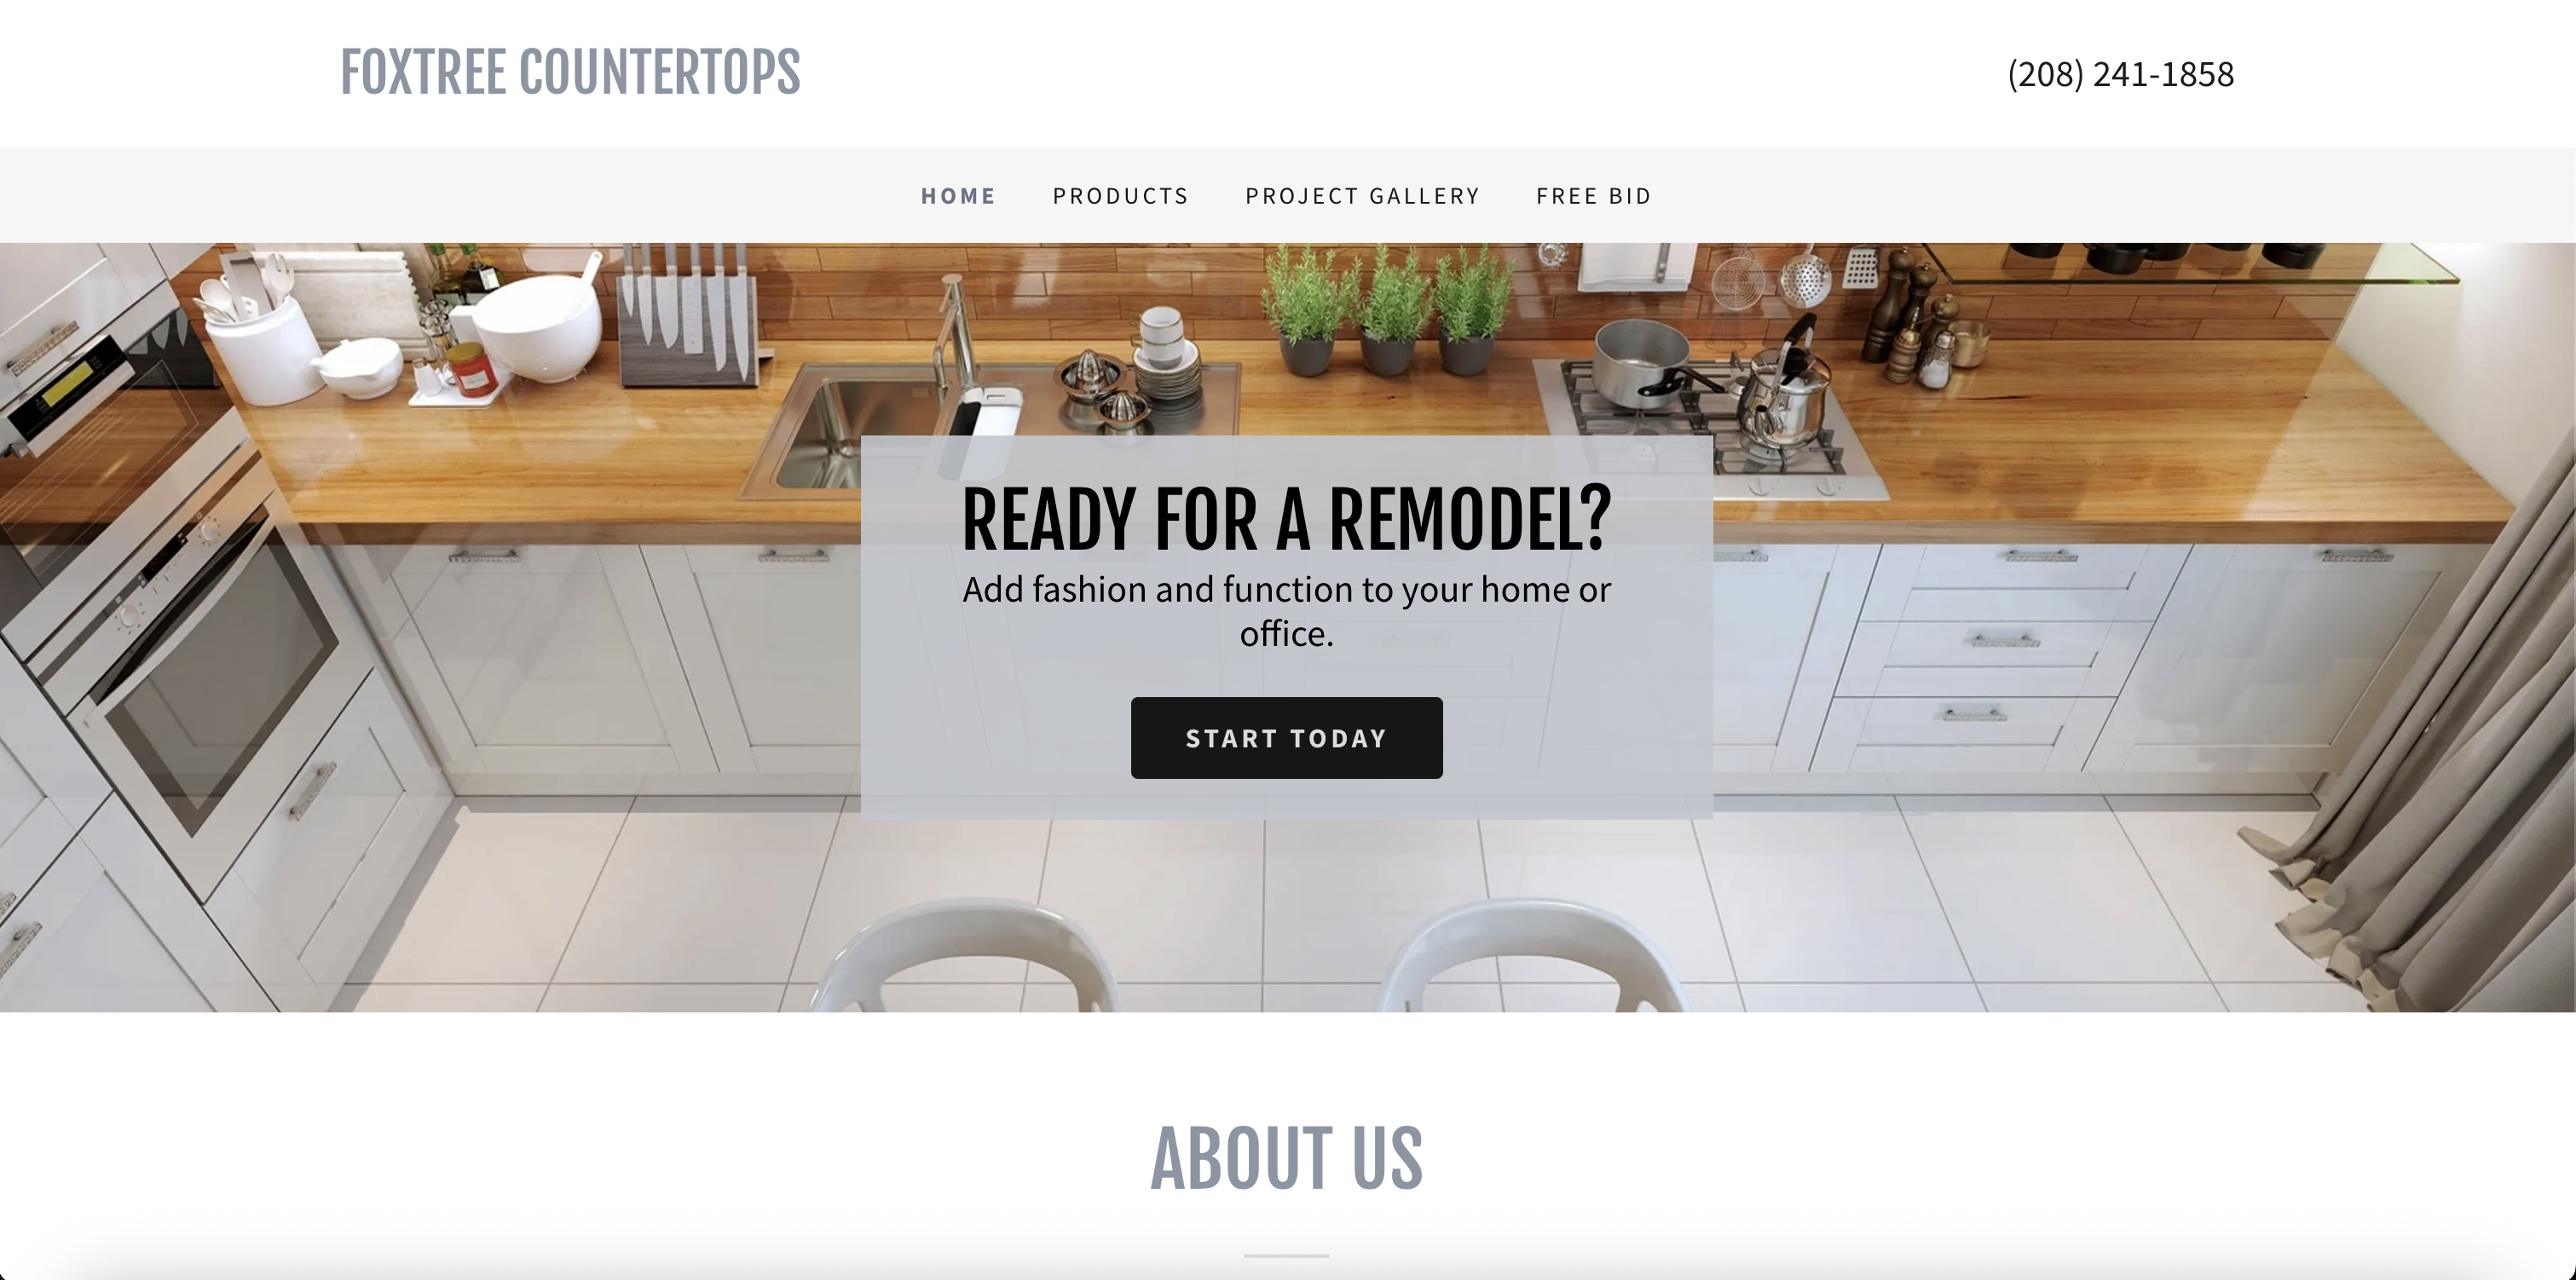 FOXTREE COUNTERTOPS
(208) 241-1858
HOME PRODUCTS PROJECT GALLERY FREE BID
READY FOR A REMODEL?
Add fashion and function to your home or
office.
START TODAY
ABOUT US